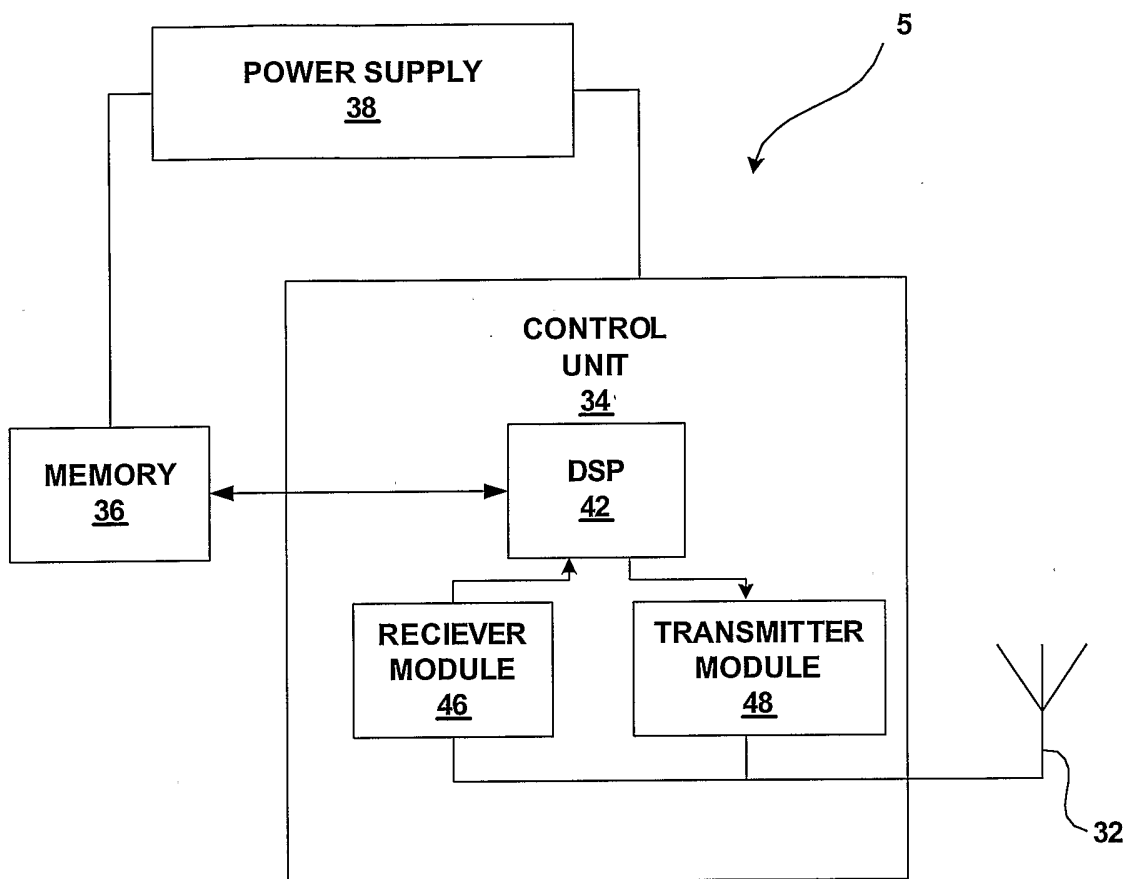 5
POWER SUPPLY
38
CONTROL
UNIT
34
MEMORY
36
DSP
42
RECIEVER
MODULE
46
TRANSMITTER
MODULE
48
32